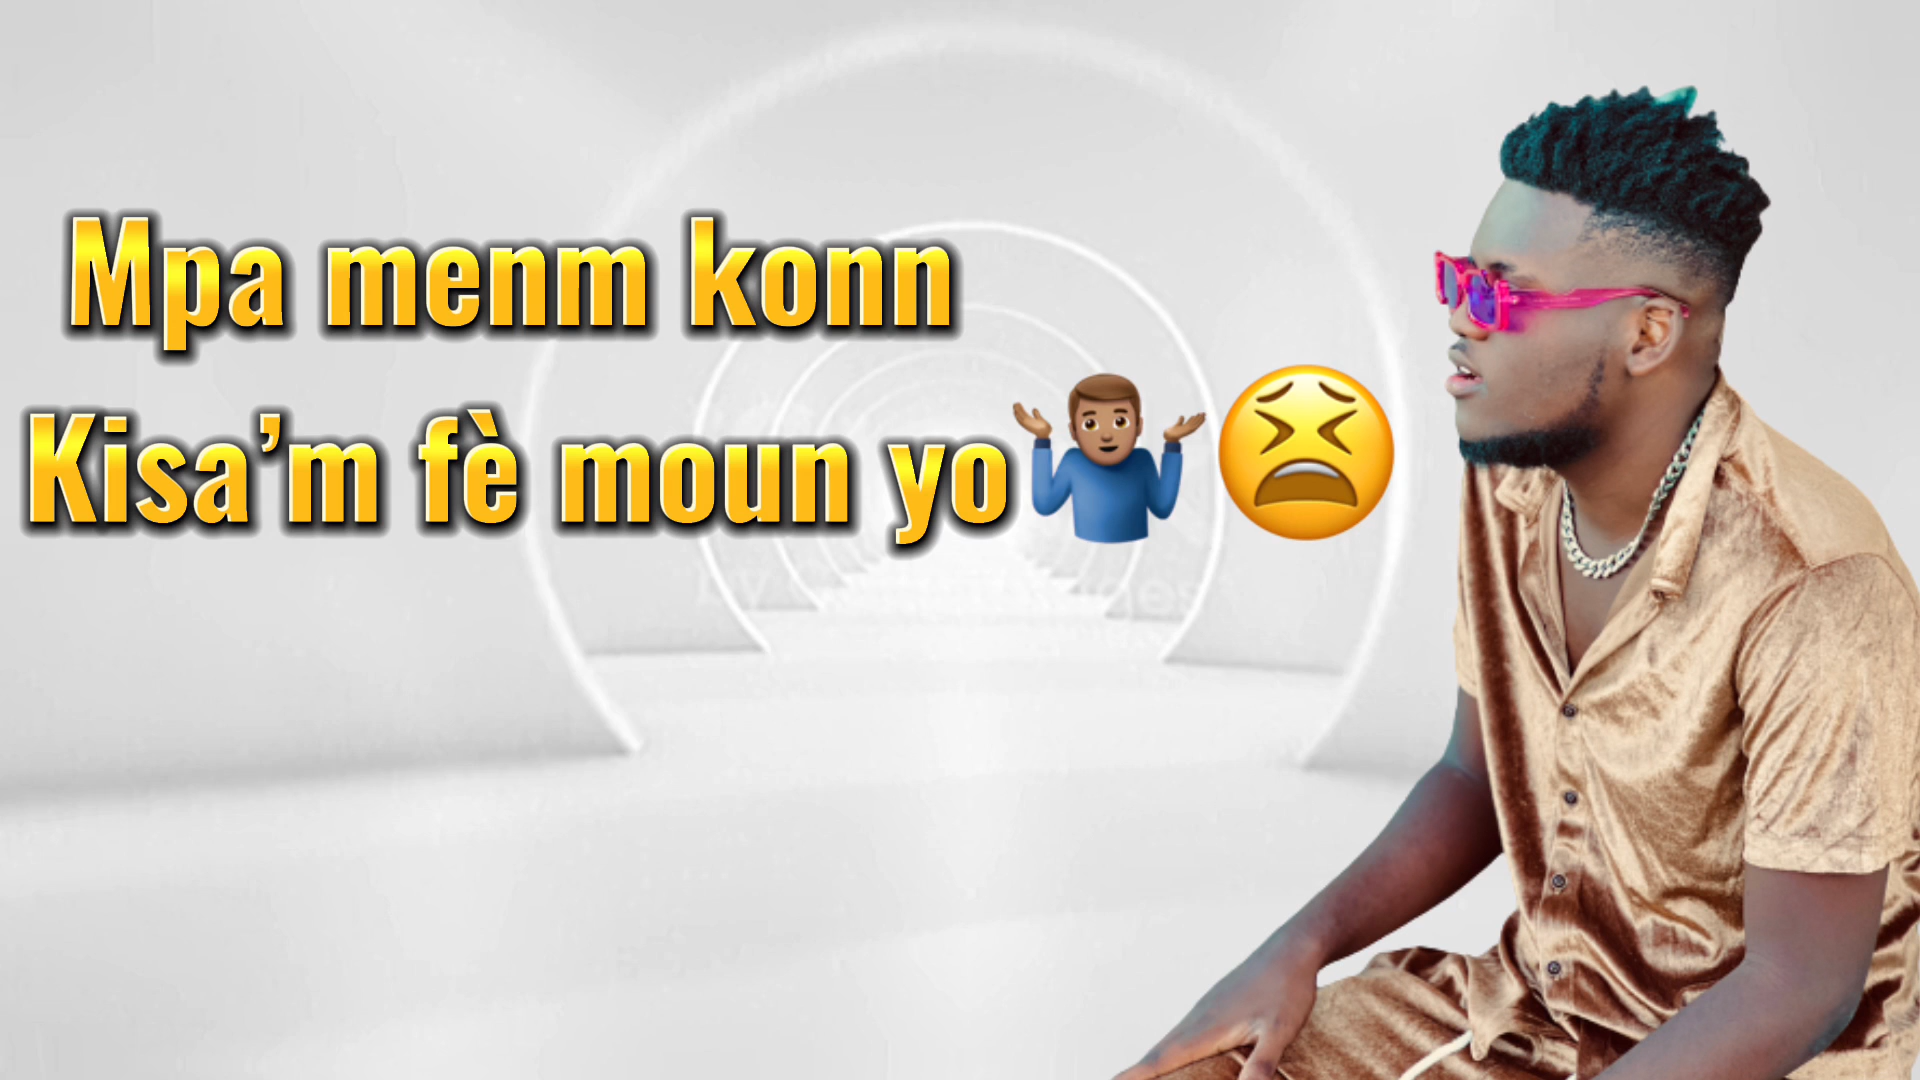 Mpa menm konn
Kisa’m fè moun yo🤷🏽‍♂️😫